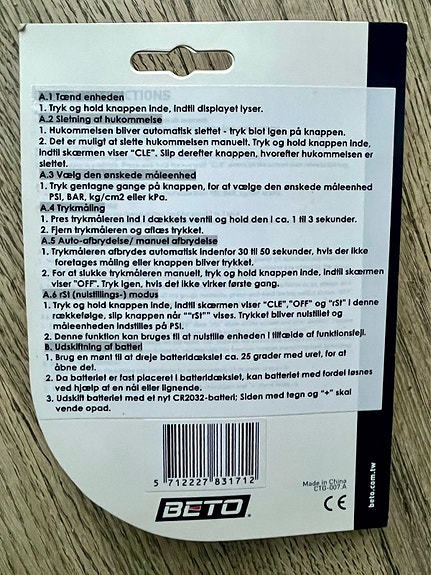 A.1 Tænd enheden
1. Tryk og hold knappen inde, indtil displayet lyser.
A.2 Sletning af hukommelse
1. Hukommelsen bliver automatisk slettet - tryk blot igen på knappen.
2. Det er muligt at slette hukommelsen manuelt. Tryk og hold knappen inde,
indtil skærmen viser "CLE". Slip derefter knappen, hvorefter hukommelsen er
slettet.
A.3 Vælg den ønskede måleenhed
1. Tryk gentagne gange på knappen, for at vælge den ønskede måleenhed
PSI, BAR, kg/cm2 eller kPa.
A.4 Trykmåling
1. Pres trykmåleren ind i dækkets ventil og hold den i ca. 1 til 3 sekunder.
2. Fjern trykmåleren og aflæs trykket.
A.5 Auto-afbrydelse/ manuel afbrydelse
1. Trykmåleren afbrydes automatisk indenfor 30 til 50 sekunder, hvis der ikke
foretages måling eller knappen bliver trykket.
2. For at slukke trykmåleren manuelt, tryk og hold knappen inde, indtil skærmen
viser "OFF". Tryk igen, hvis det ikke virker første gang.
A.6 rSt (nulstillings-) modus
1. Tryk og hold knappen inde, indtil skærmen viser "CLE","OFF" og "rSt" i denne
rækkefølge, slip knappen når ""rSt"" vises. Trykket bliver nulstillet og
måleenheden indstilles på PSI.
2. Denne funktion kan bruges til at nulstille enheden i tilfælde af funktionsfejl.
B. Udskiftning af batteri
1. Brug en mønt til at dreje batteridækslet ca. 25 grader med uret, for at
åbne det.
2. Da batteriet er fast placeret i batteridækslet, kan batteriet med fordel løsnes
ved hjælp af en nål eller lignende.
3. Udskift batteriet med et nyt CR2032-batteri; Siden med tegn og "+" skal
vende opad.
5 712227 831712
BETO
Made in China
CTG-007.A
CE
beto.com.tw